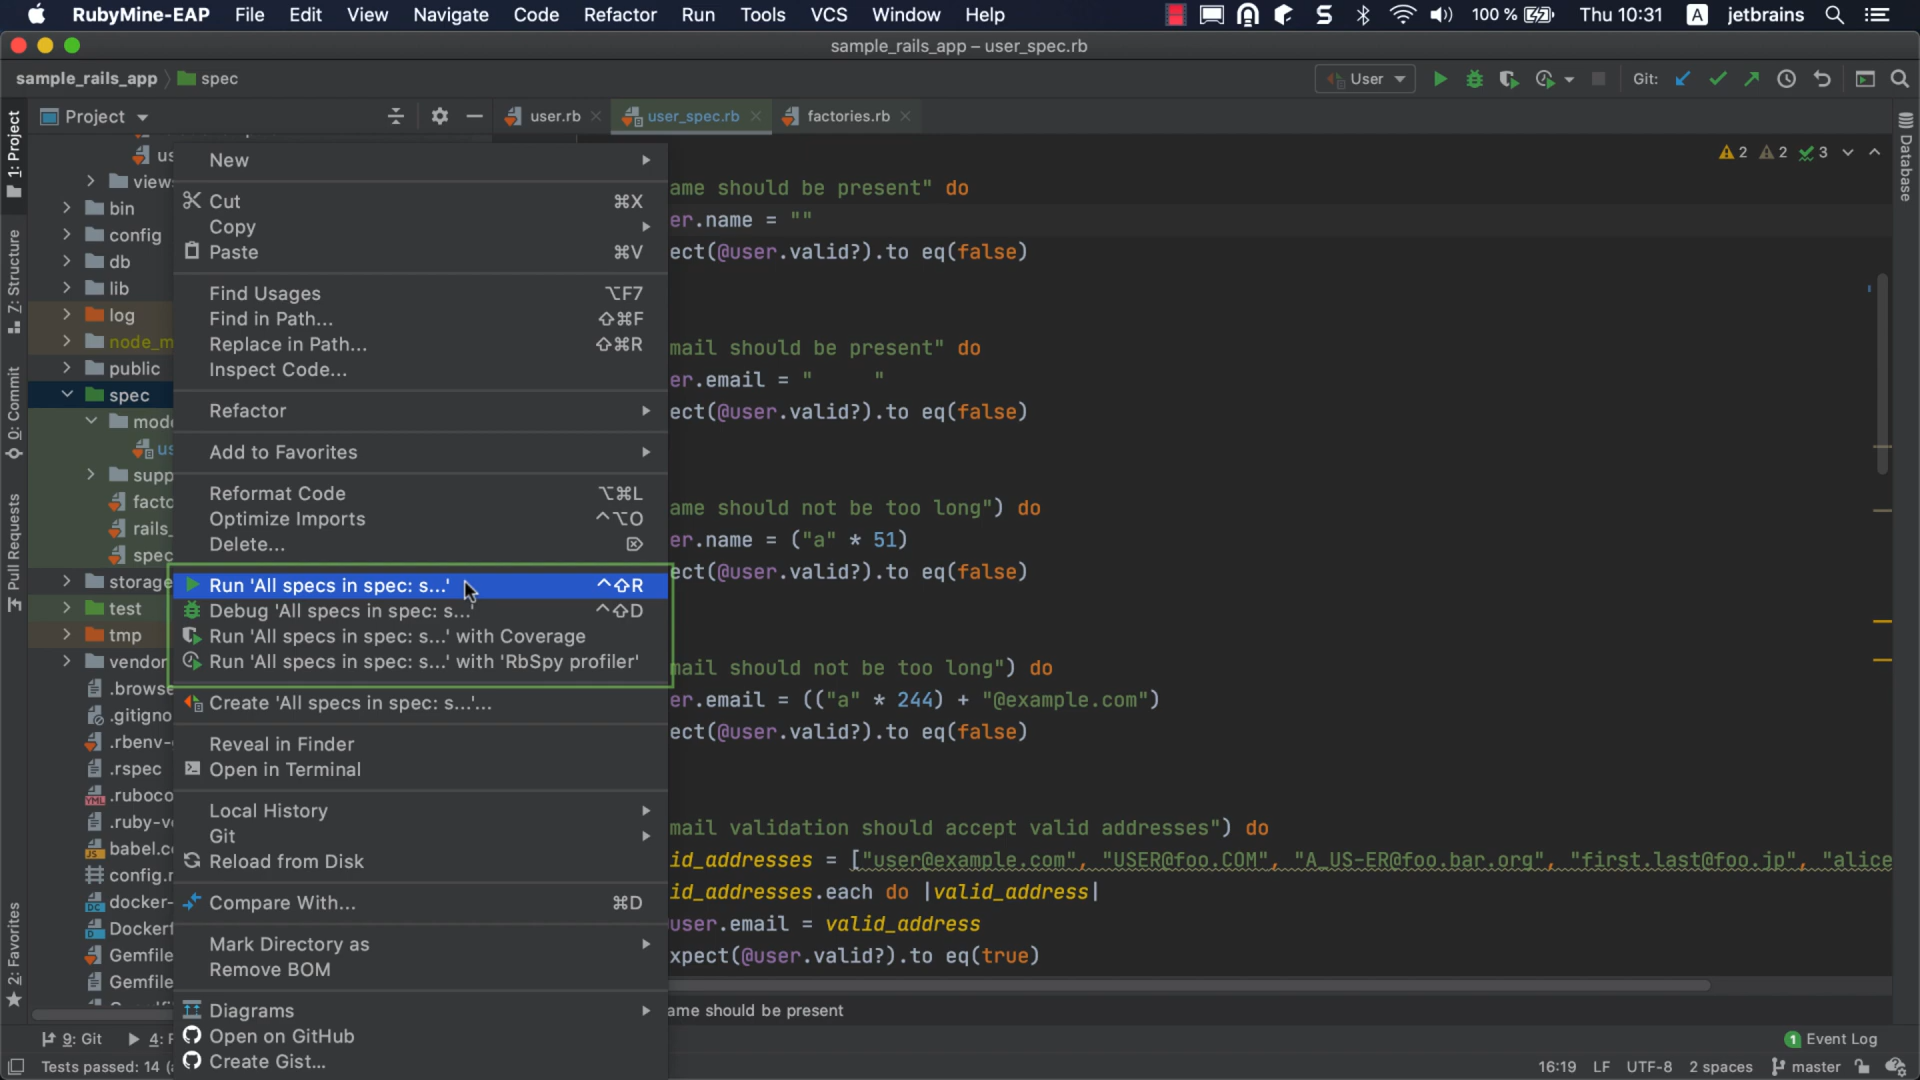 RubyMine-EAP File Edit View Navigate Code Refactor Run Tools VCS Window Help 100 % Thu 10:31 A jetbrains
sample_rails_app – user_spec.rb
sample_rails_app spec User Git:
1: Project
Z: Structure
0: Commit
Pull Requests
2: Favorites
Project
user.rb user_spec.rb factories.rb
Database
us
views
bin
config
db
lib
log
node_m
public
spec
mode
us
supp
facto
rails_
spec
storage
test
tmp
vendor
.browse
.gitigno
.rbenv-
.rspec
.ruboco
.ruby-v
babel.c
config.r
docker-
Dockerf
Gemfile
Gemfile
New
Cut ⌘X
Copy
Paste ⌘V
Find Usages ⌥F7
Find in Path... ⇧⌘F
Replace in Path... ⇧⌘R
Inspect Code...
Refactor
Add to Favorites
Reformat Code ⌥⌘L
Optimize Imports ^⌥O
Delete... ⌦
Run 'All specs in spec: s...' ^⇧R
Debug 'All specs in spec: s...' ^⇧D
Run 'All specs in spec: s...' with Coverage
Run 'All specs in spec: s...' with 'RbSpy profiler'
Create 'All specs in spec: s...'...
Reveal in Finder
Open in Terminal
Local History
Git
Reload from Disk
Compare With... ⌘D
Mark Directory as
Remove BOM
Diagrams
Open on GitHub
Create Gist...
2 2 3
ame should be present" do
er.name = ""
ect(@user.valid?).to eq(false)
mail should be present" do
er.email = "     "
ect(@user.valid?).to eq(false)
ame should not be too long") do
er.name = ("a" * 51)
ect(@user.valid?).to eq(false)
mail should not be too long") do
er.email = (("a" * 244) + "@example.com")
ect(@user.valid?).to eq(false)
mail validation should accept valid addresses") do
id_addresses = ["user@example.com", "USER@foo.COM", "A_US-ER@foo.bar.org", "first.last@foo.jp", "alice
id_addresses.each do |valid_address|
user.email = valid_address
xpect(@user.valid?).to eq(true)
ame should be present
9: Git 4: 1 Event Log
Tests passed: 14 ( 16:19 LF UTF-8 2 spaces master